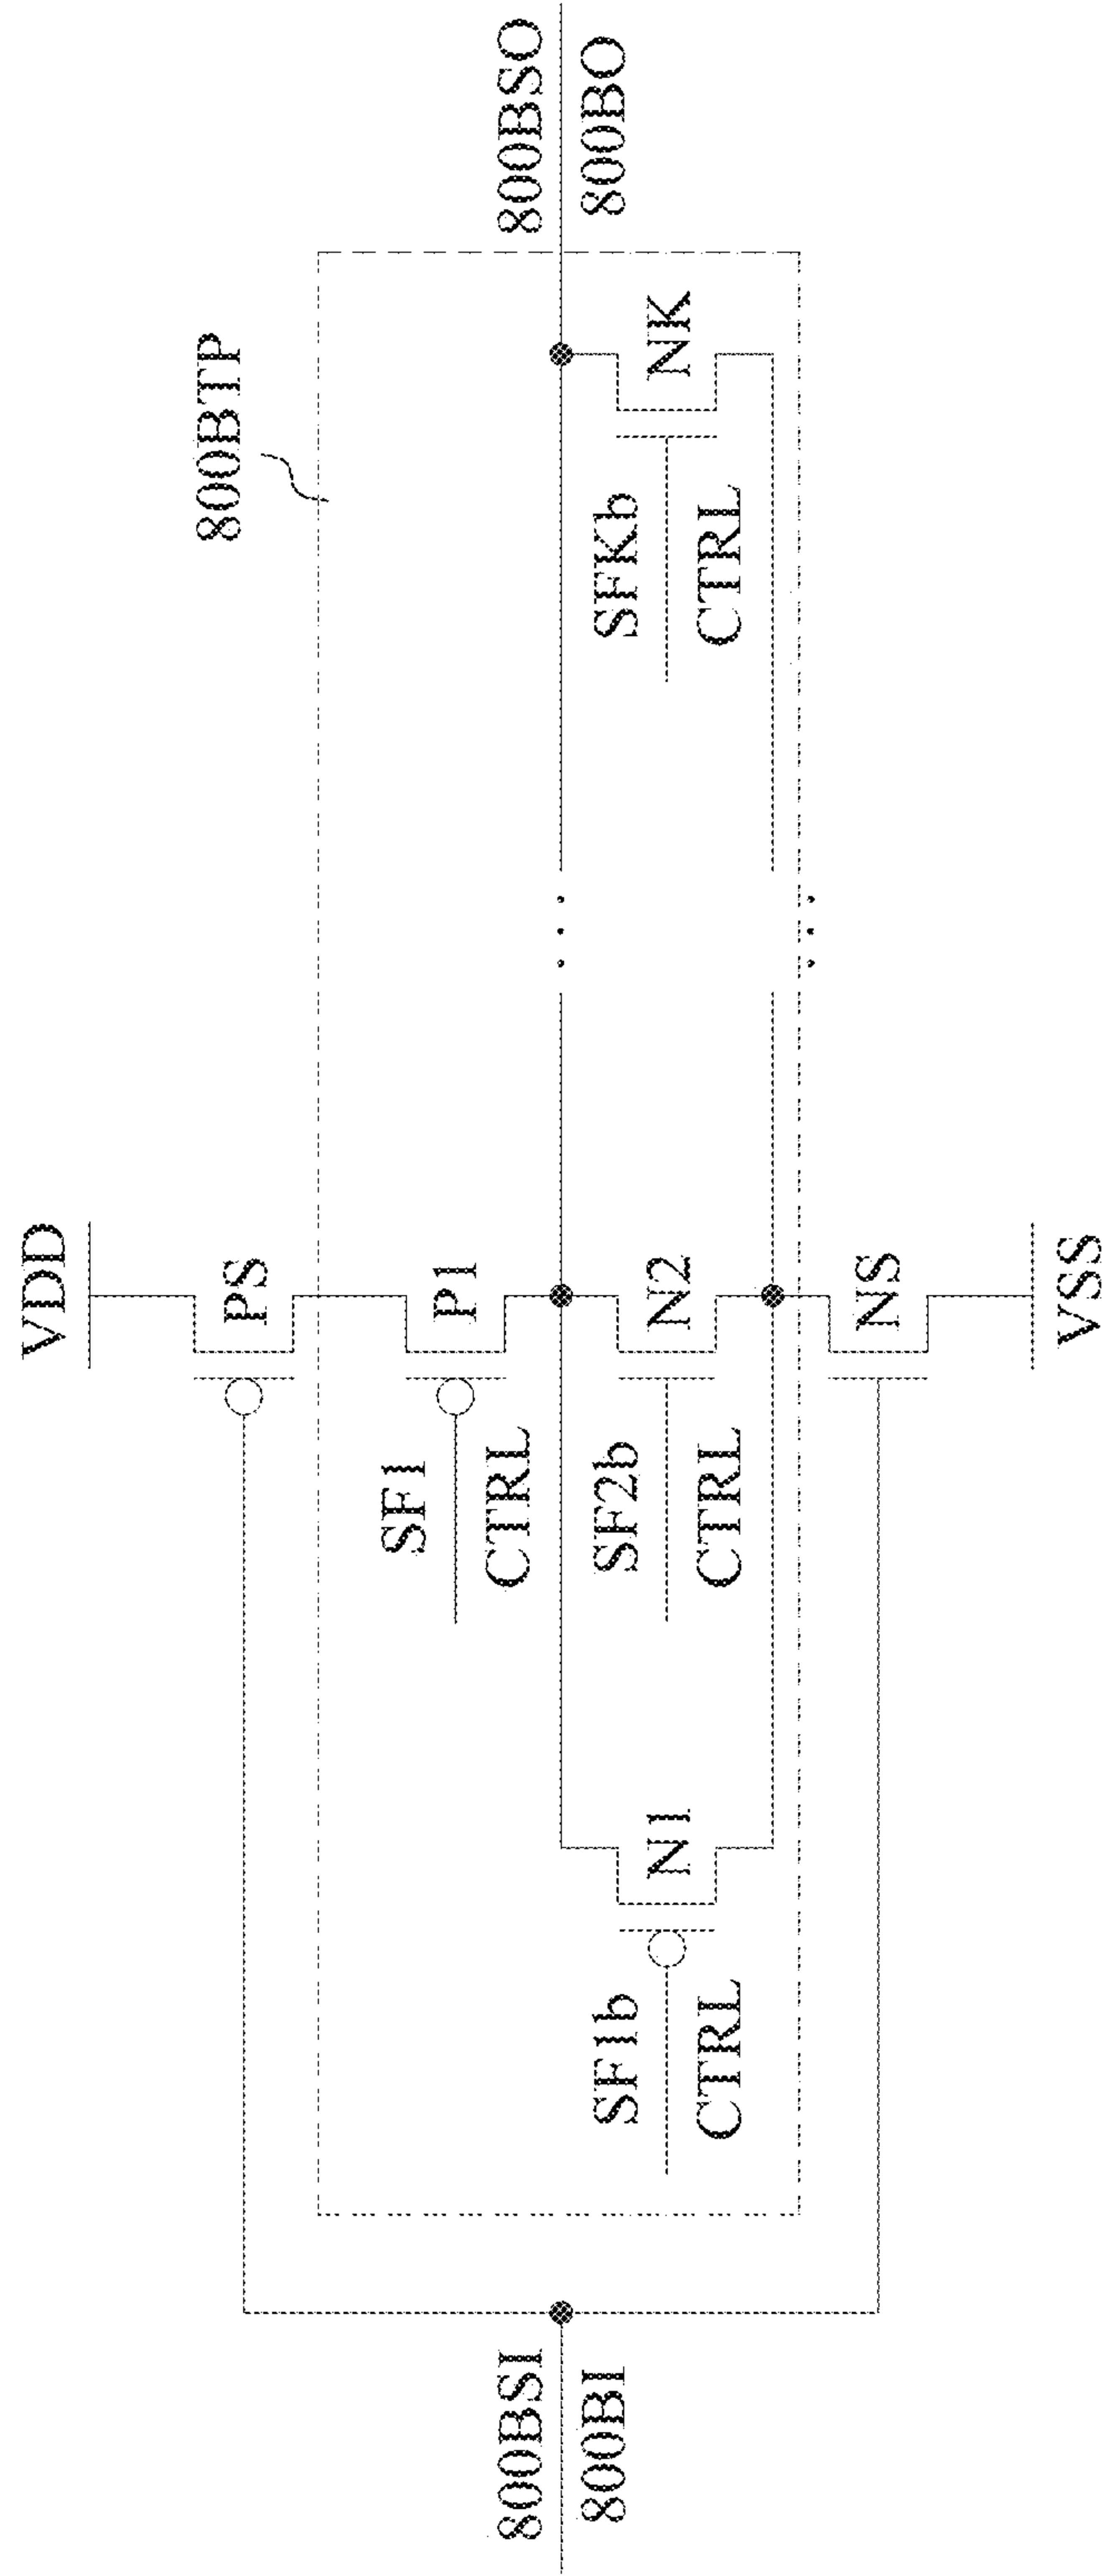 VDD
PS
800BTP
SF1
CTRL
P1
800BSI
800BI
800BSO
800BO
SF1b
CTRL
N1
SF2b
CTRL
N2
SFKb
CTRL
NK
NS
VSS